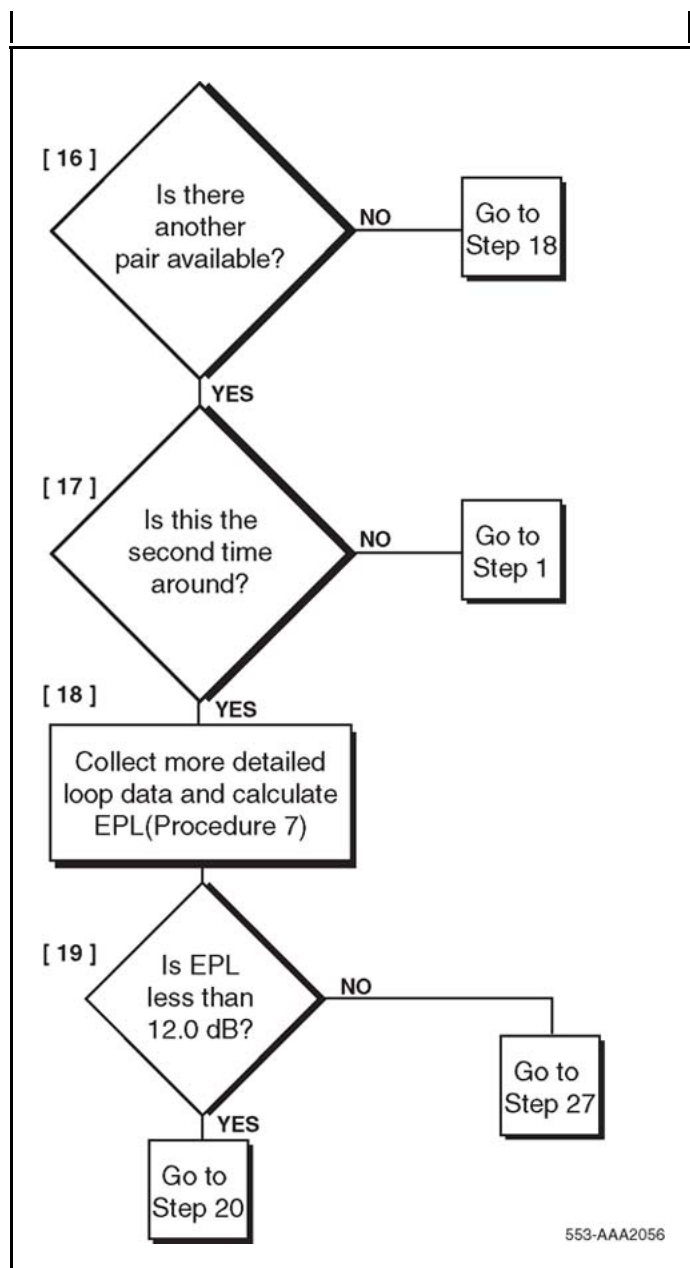 [ 16 ]
Is there
another
pair available?
NO
Go to
Step 18
YES
[ 17 ]
Is this the
second time
around?
NO
Go to
Step 1
[ 18 ]
YES
Collect more detailed
loop data and calculate
EPL(Procedure 7)
[ 19 ]
Is EPL
less than
12.0 dB?
NO
Go to
Step 27
YES
Go to
Step 20
553-AAA2056